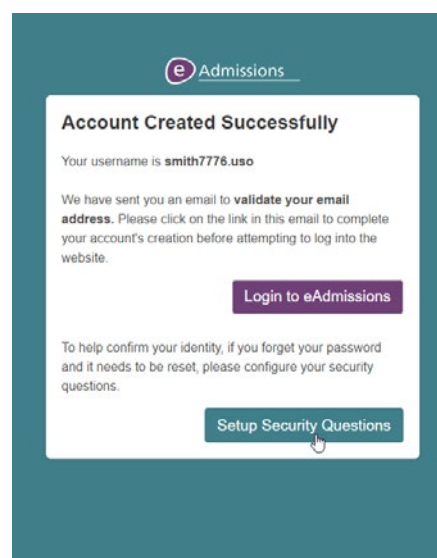 e Admissions
Account Created Successfully
Your username is smith7776.uso
We have sent you an email to validate your email
address. Please click on the link in this email to complete
your account's creation before attempting to log into the
website.
Login to eAdmissions
To help confirm your identity, if you forget your password
and it needs to be reset, please configure your security
questions.
Setup Security Questions